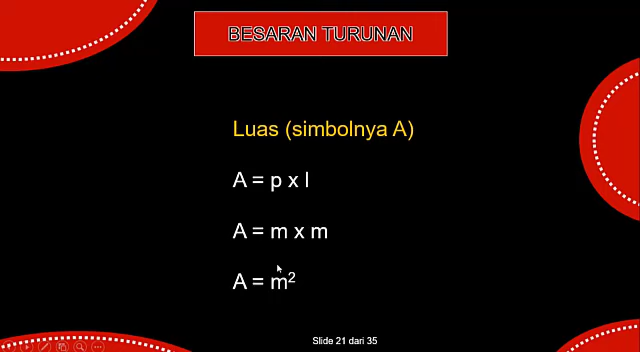 BESARAN TURUNAN
Luas (simbolnya A)
A = p x l
A = m x m
A = m²
Slide 21 dari 35